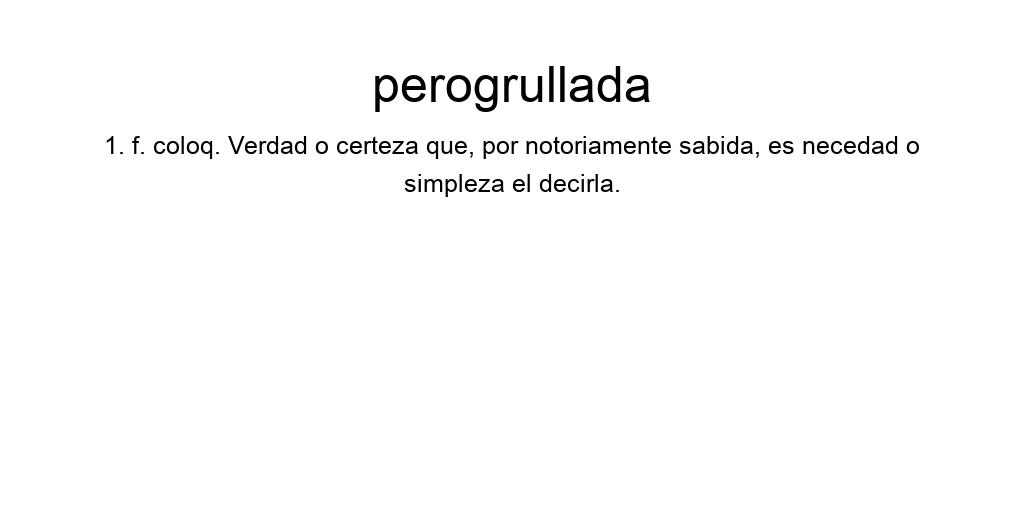 perogrullada
1. f. coloq. Verdad o certeza que, por notoriamente sabida, es necedad o
simpleza el decirla.